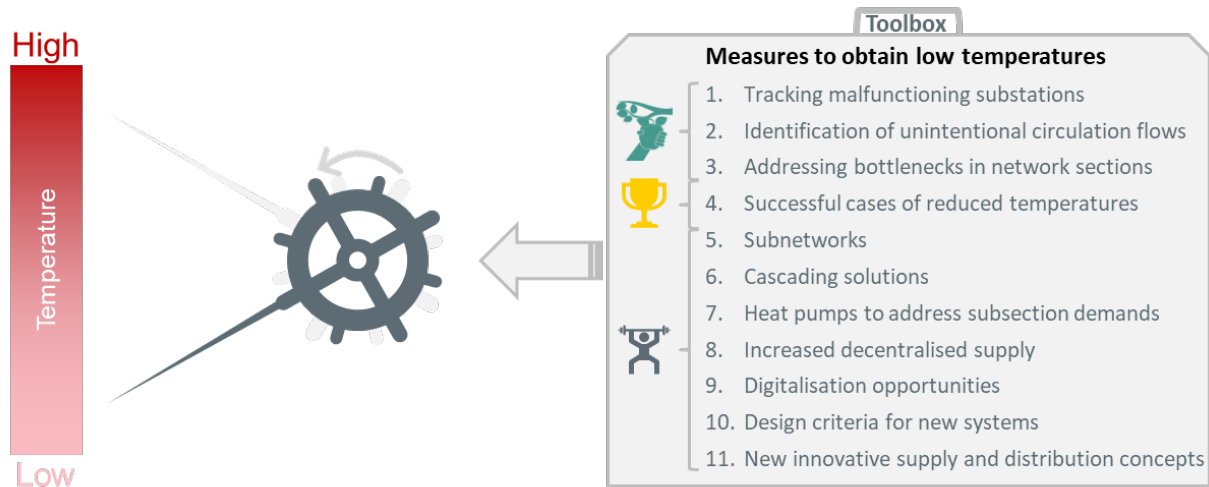 High
Temperature
Low
Toolbox
Measures to obtain low temperatures
1. Tracking malfunctioning substations
2. Identification of unintentional circulation flows
3. Addressing bottlenecks in network sections
4. Successful cases of reduced temperatures
5. Subnetworks
6. Cascading solutions
7. Heat pumps to address subsection demands
8. Increased decentralised supply
9. Digitalisation opportunities
10. Design criteria for new systems
11. New innovative supply and distribution concepts